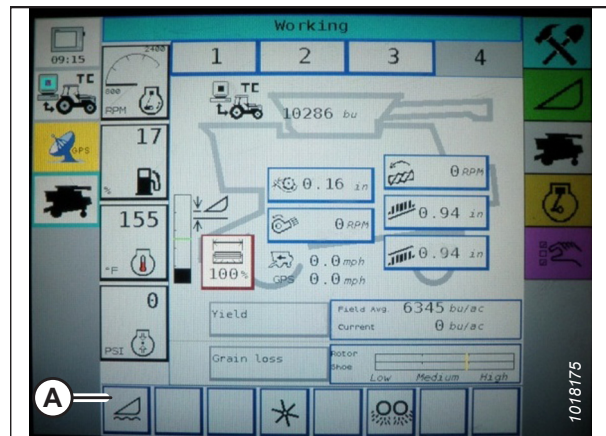 Working
09:15
2400
800
RPM
1 2 3 4
TC
TC
10286 bu
GPS
17
%
0.16 in
0 RPM
0 RPM
0.94 in
155
°F
100%
0.0 mph
GPS 0.0 mph
0.94 in
0
PSI
Yield
Field Avg. 6345 bu/ac
Current 0 bu/ac
Grain loss
Rotor
Shoe
Low Medium High
A
1018175